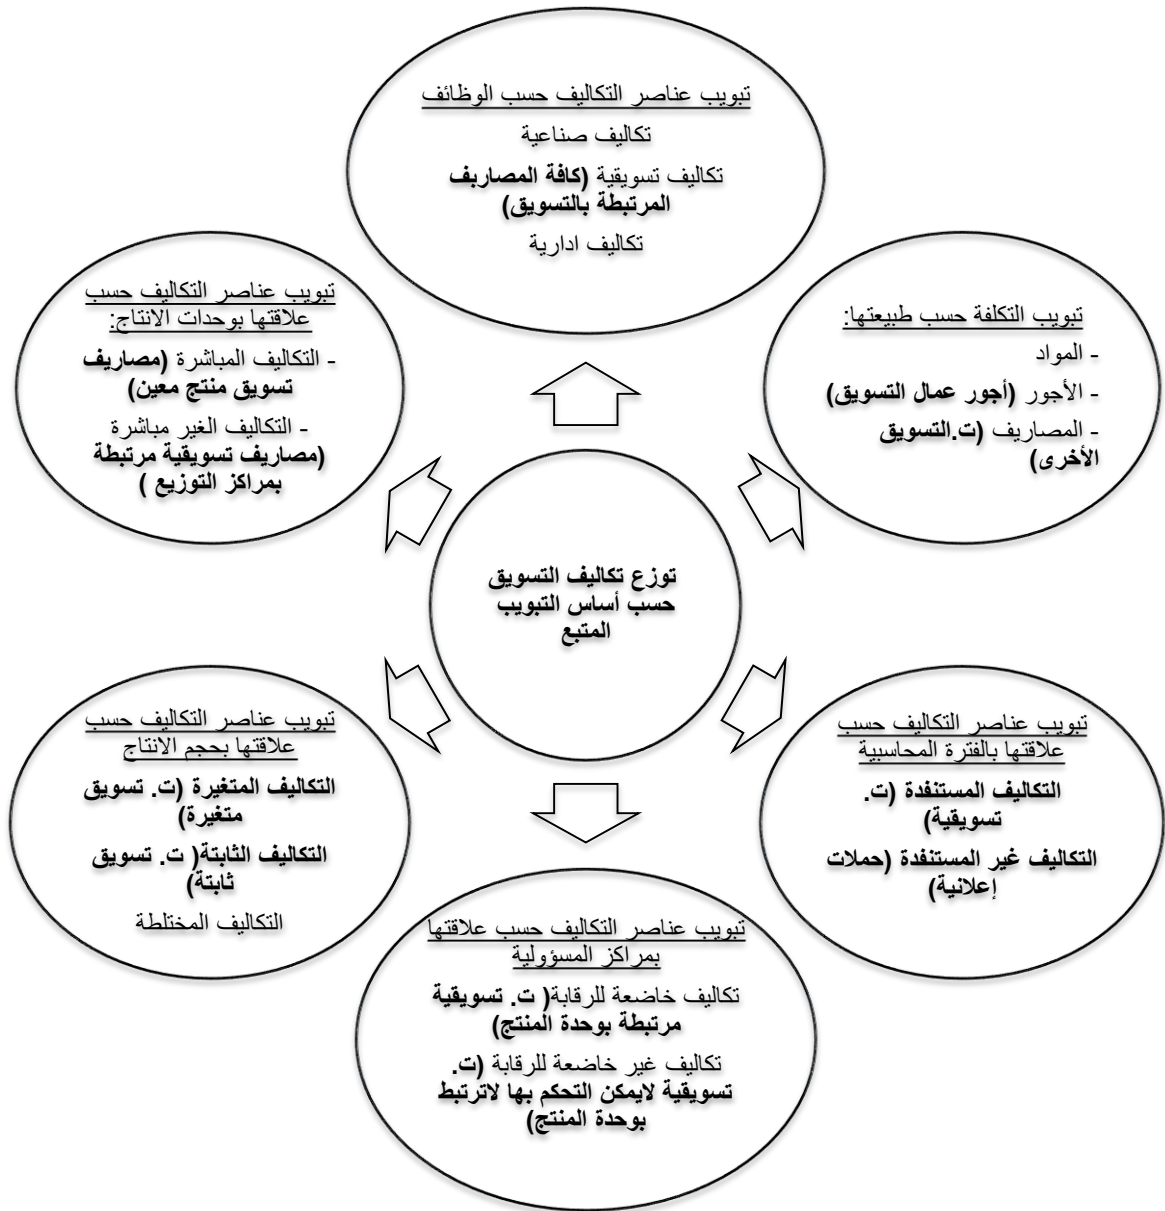 تبويب عناصر التكاليف حسب الوظائف
تكاليف صناعية
تكاليف تسويقية (كافة المصاريف
المرتبطة بالتسويق)
تكاليف ادارية
تبويب التكلفة حسب طبيعتها:
- المواد
- الأجور (أجور عمال التسويق)
- المصاريف (ت.التسويق
الأخرى)
تبويب عناصر التكاليف حسب
علاقتها بالفترة المحاسبية
التكاليف المستنفدة (ت.
تسويقية)
التكاليف غير المستنفدة (حملات
إعلانية)
تبويب عناصر التكاليف حسب علاقتها
بمراكز المسؤولية
تكاليف خاضعة للرقابة( ت. تسويقية
مرتبطة بوحدة المنتج)
تكاليف غير خاضعة للرقابة (ت.
تسويقية لايمكن التحكم بها لاترتبط
بوحدة المنتج)
تبويب عناصر التكاليف حسب
علاقتها بحجم الانتاج
التكاليف المتغيرة (ت. تسويق
متغيرة)
التكاليف الثابتة( ت. تسويق
ثابتة)
التكاليف المختلطة
تبويب عناصر التكاليف حسب
علاقتها بوحدات الانتاج:
- التكاليف المباشرة (مصاريف
تسويق منتج معين)
- التكاليف الغير مباشرة
(مصاريف تسويقية مرتبطة
بمراكز التوزيع )
توزع تكاليف التسويق
حسب أساس التبويب
المتبع